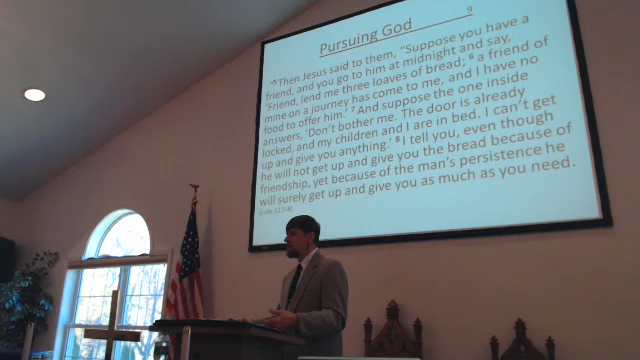 Pursuing God
9
"⁵Then Jesus said to them, "Suppose you have a
friend, and you go to him at midnight and say,
'Friend, lend me three loaves of bread; ⁶ a friend of
mine on a journey has come to me, and I have no
food to offer him.' ⁷ And suppose the one inside
answers, 'Don't bother me. The door is already
locked, and my children and I are in bed. I can't get
up and give you anything.' ⁸ I tell you, even though
he will not get up and give you the bread because of
friendship, yet because of the man's persistence he
will surely get up and give you as much as you need.